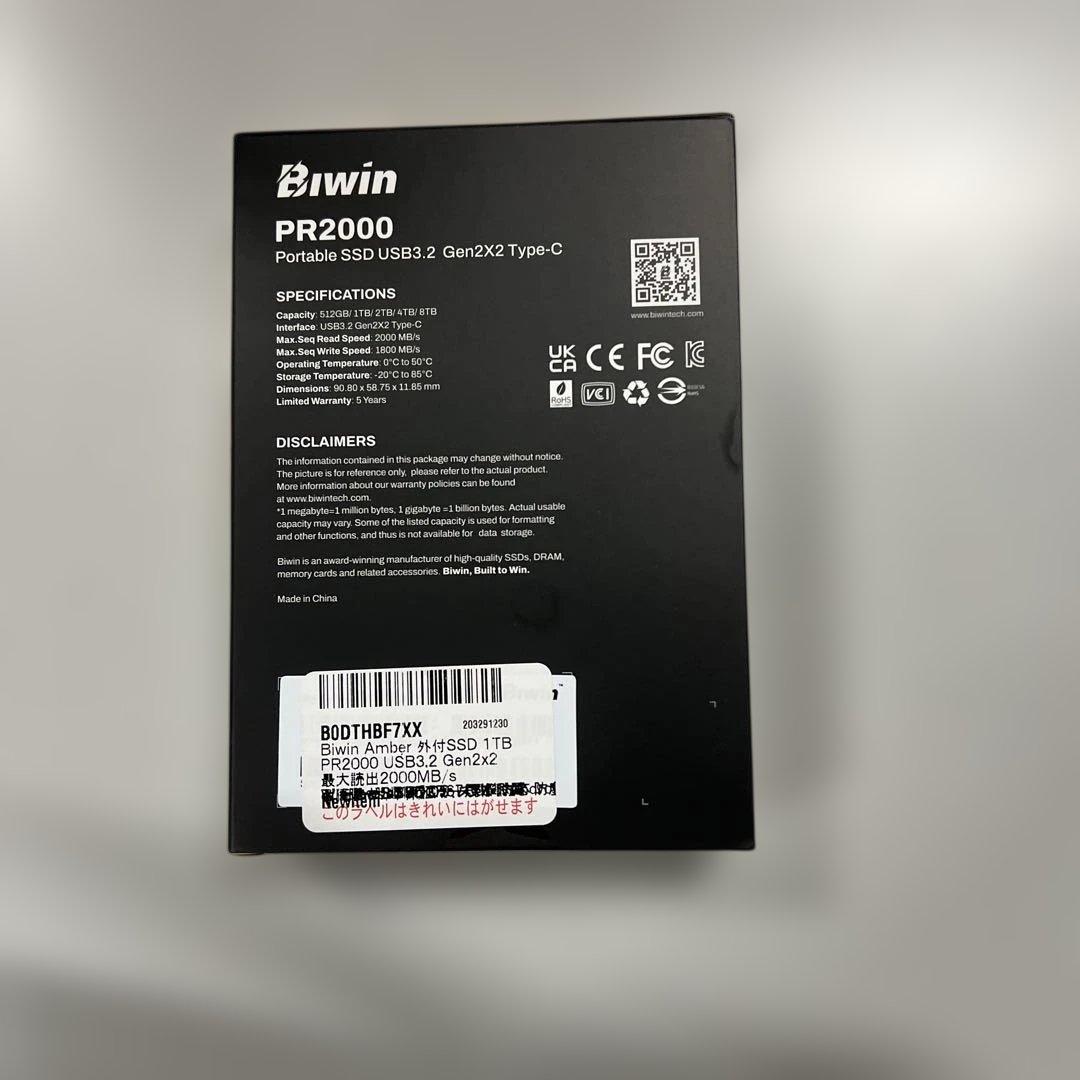 Biwin
PR2000
Portable SSD USB3.2 Gen2X2 Type-C
www.biwintech.com
SPECIFICATIONS
Capacity: 512GB/ 1TB/ 2TB/ 4TB/ 8TB
Interface: USB3.2 Gen2X2 Type-C
Max.Seq Read Speed: 2000 MB/s
Max.Seq Write Speed: 1800 MB/s
Operating Temperature: 0°C to 50°C
Storage Temperature: -20°C to 85°C
Dimensions: 90.80 x 58.75 x 11.85 mm
Limited Warranty: 5 Years
UK CA CE FC
RoHS VCI
DISCLAIMERS
The information contained in this package may change without notice.
The picture is for reference only, please refer to the actual product.
More information about our warranty policies can be found
at www.biwintech.com.
*1 megabyte=1 million bytes, 1 gigabyte =1 billion bytes. Actual usable
capacity may vary. Some of the listed capacity is used for formatting
and other functions, and thus is not available for data storage.
Biwin is an award-winning manufacturer of high-quality SSDs, DRAM,
memory cards and related accessories. Biwin, Built to Win.
Made in China
B0DTHBF7XX 203291230
Biwin Amber 外付SSD 1TB
PR2000 USB3.2 Gen2x2
最大読出2000MB/s
NewItem
このラベルはきれいにはがせます